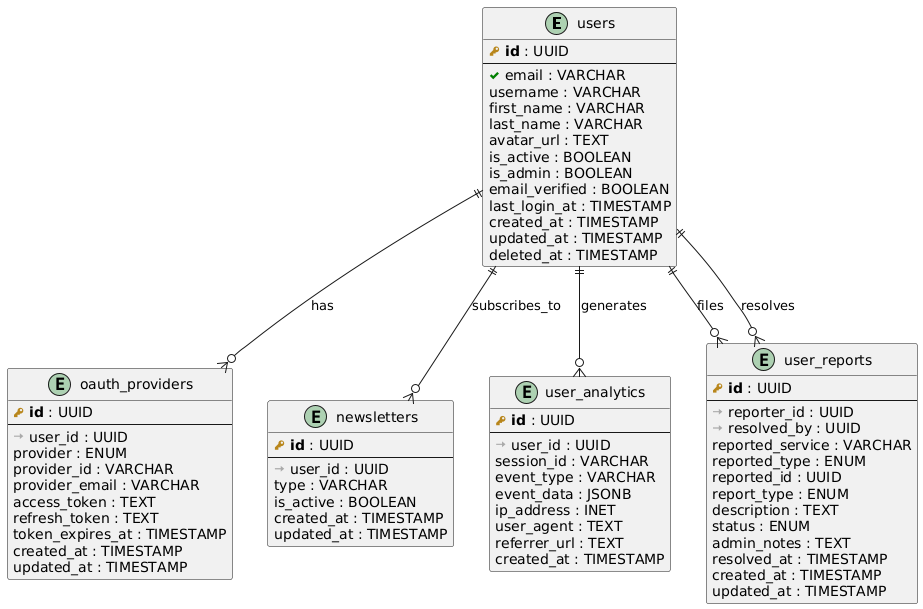 E users
id : UUID
email : VARCHAR
username : VARCHAR
first_name : VARCHAR
last_name : VARCHAR
avatar_url : TEXT
is_active : BOOLEAN
is_admin : BOOLEAN
email_verified : BOOLEAN
last_login_at : TIMESTAMP
created_at : TIMESTAMP
updated_at : TIMESTAMP
deleted_at : TIMESTAMP
has
subscribes_to
generates
files
resolves
E oauth_providers
id : UUID
user_id : UUID
provider : ENUM
provider_id : VARCHAR
provider_email : VARCHAR
access_token : TEXT
refresh_token : TEXT
token_expires_at : TIMESTAMP
created_at : TIMESTAMP
updated_at : TIMESTAMP
E newsletters
id : UUID
user_id : UUID
type : VARCHAR
is_active : BOOLEAN
created_at : TIMESTAMP
updated_at : TIMESTAMP
E user_analytics
id : UUID
user_id : UUID
session_id : VARCHAR
event_type : VARCHAR
event_data : JSONB
ip_address : INET
user_agent : TEXT
referrer_url : TEXT
created_at : TIMESTAMP
E user_reports
id : UUID
reporter_id : UUID
resolved_by : UUID
reported_service : VARCHAR
reported_type : ENUM
reported_id : UUID
report_type : ENUM
description : TEXT
status : ENUM
admin_notes : TEXT
resolved_at : TIMESTAMP
created_at : TIMESTAMP
updated_at : TIMESTAMP